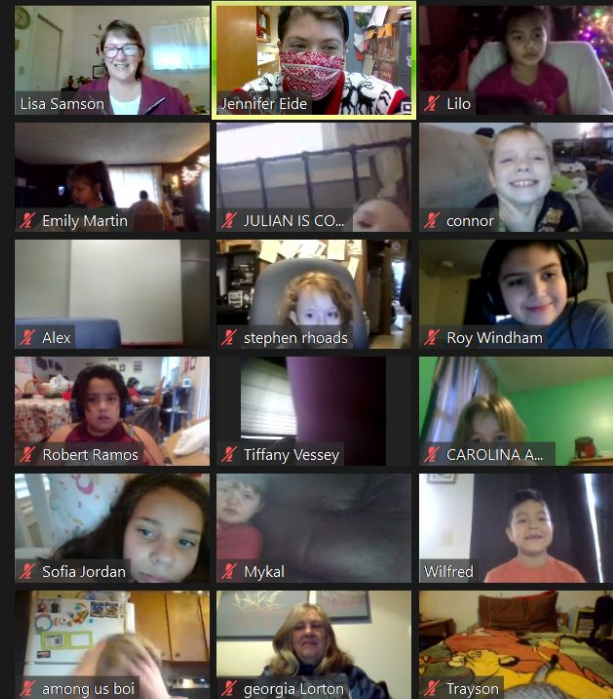 Lisa Samson
Jennifer Eide
Lilo
Emily Martin
JULIAN IS CO...
connor
Alex
stephen rhoads
Roy Windham
Robert Ramos
Tiffany Vessey
CAROLINA A...
Sofia Jordan
Mykal
Wilfred
among us boi
georgia Lorton
Trayson